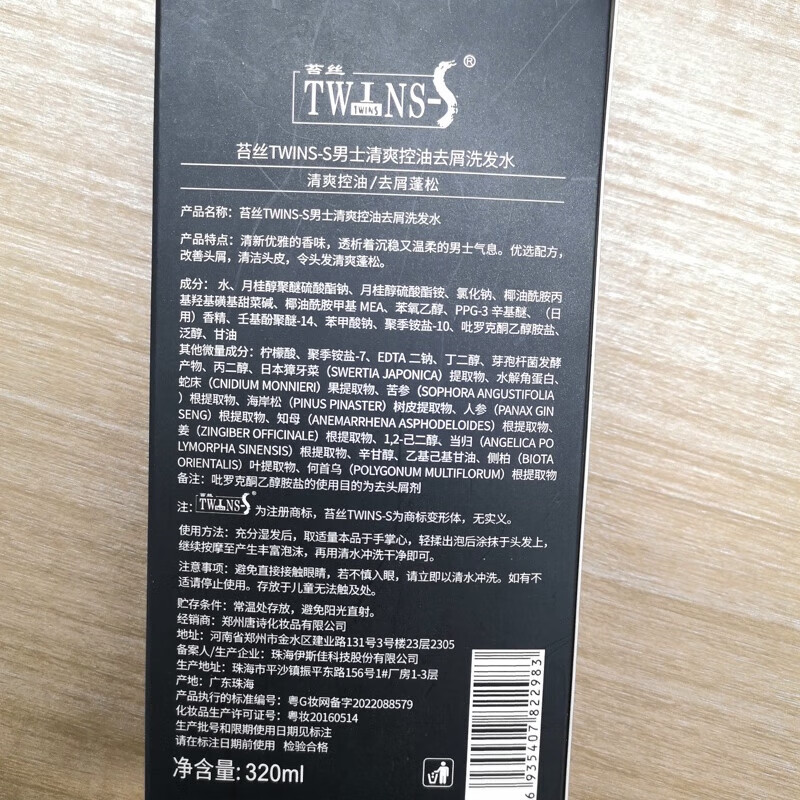 苔丝
TWINS-S®
TWINS
苔丝TWINS-S男士清爽控油去屑洗发水
清爽控油/去屑蓬松
产品名称：苔丝TWINS-S男士清爽控油去屑洗发水
产品特点：清新优雅的香味，透析着沉稳又温柔的男士气息。优选配方，
改善头屑，清洁头皮，令头发清爽蓬松。
成分：水、月桂醇聚醚硫酸酯钠、月桂醇硫酸酯铵、氯化钠、椰油酰胺丙
基羟基磺基甜菜碱、椰油酰胺甲基 MEA、苯氧乙醇、PPG-3 辛基醚、（日
用）香精、壬基酚聚醚-14、苯甲酸钠、聚季铵盐-10、吡罗克酮乙醇胺盐、
泛醇、甘油
其他微量成分：柠檬酸、聚季铵盐-7、EDTA 二钠、丁二醇、芽孢杆菌发酵
产物、丙二醇、日本獐牙菜（SWERTIA JAPONICA）提取物、水解角蛋白、
蛇床（CNIDIUM MONNIERI）果提取物、苦参（SOPHORA ANGUSTIFOLIA
）根提取物、海岸松（PINUS PINASTER）树皮提取物、人参（PANAX GIN
SENG）根提取物、知母（ANEMARRHENA ASPHODELOIDES）根提取物、
姜（ZINGIBER OFFICINALE）根提取物、1,2-己二醇、当归（ANGELICA PO
LYMORPHA SINENSIS）根提取物、辛甘醇、乙基己基甘油、侧柏（BIOTA
ORIENTALIS）叶提取物、何首乌（POLYGONUM MULTIFLORUM）根提取物
备注：吡罗克酮乙醇胺盐的使用目的为去头屑剂
注：苔丝TWINS-S®为注册商标，苔丝TWINS-S为商标变形体，无实义。
使用方法：充分湿发后，取适量本品于手掌心，轻揉出泡后涂抹于头发上，
继续按摩至产生丰富泡沫，再用清水冲洗干净即可。
注意事项：避免直接接触眼睛，若不慎入眼，请立即以清水冲洗。如有不
适请停止使用。存放于儿童无法触及处。
贮存条件：常温处存放，避免阳光直射。
经销商：郑州唐诗化妆品有限公司
地址：河南省郑州市金水区建业路131号3号楼23层2305
备案人/生产企业：珠海伊斯佳科技股份有限公司
生产地址：珠海市平沙镇振平东路156号1#厂房1-3层
产地：广东珠海
产品执行的标准编号：粤G妆网备字2022088579
化妆品生产许可证号：粤妆20160514
生产批号和限期使用日期见标注
请在标注日期前使用 检验合格
净含量: 320ml
6 935407 822983